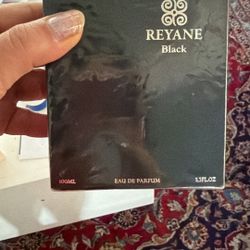 REYANE
Black
100ML
EAU DE PARFUM
3.3FL.OZ